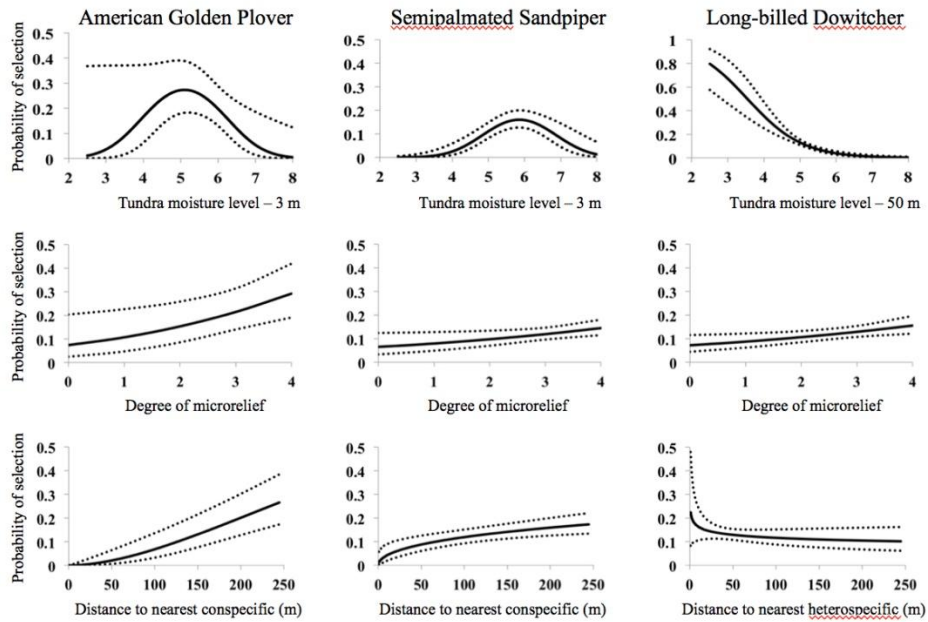 American Golden Plover Semipalmated Sandpiper Long-billed Dowitcher
Probability of selection
0.5
0.4
0.3
0.2
0.1
0
2 3 4 5 6 7 8
Tundra moisture level – 3 m
0.5
0.4
0.3
0.2
0.1
0
2 3 4 5 6 7 8
Tundra moisture level – 3 m
1
0.8
0.6
0.4
0.2
0
2 3 4 5 6 7 8
Tundra moisture level – 50 m
Probability of selection
0.5
0.4
0.3
0.2
0.1
0
0 1 2 3 4
Degree of microrelief
0.5
0.4
0.3
0.2
0.1
0
0 1 2 3 4
Degree of microrelief
0.5
0.4
0.3
0.2
0.1
0
0 1 2 3 4
Degree of microrelief
Probability of selection
0.5
0.4
0.3
0.2
0.1
0
0 50 100 150 200 250
Distance to nearest conspecific (m)
0.5
0.4
0.3
0.2
0.1
0
0 50 100 150 200 250
Distance to nearest conspecific (m)
0.5
0.4
0.3
0.2
0.1
0
0 50 100 150 200 250
Distance to nearest heterospecific (m)